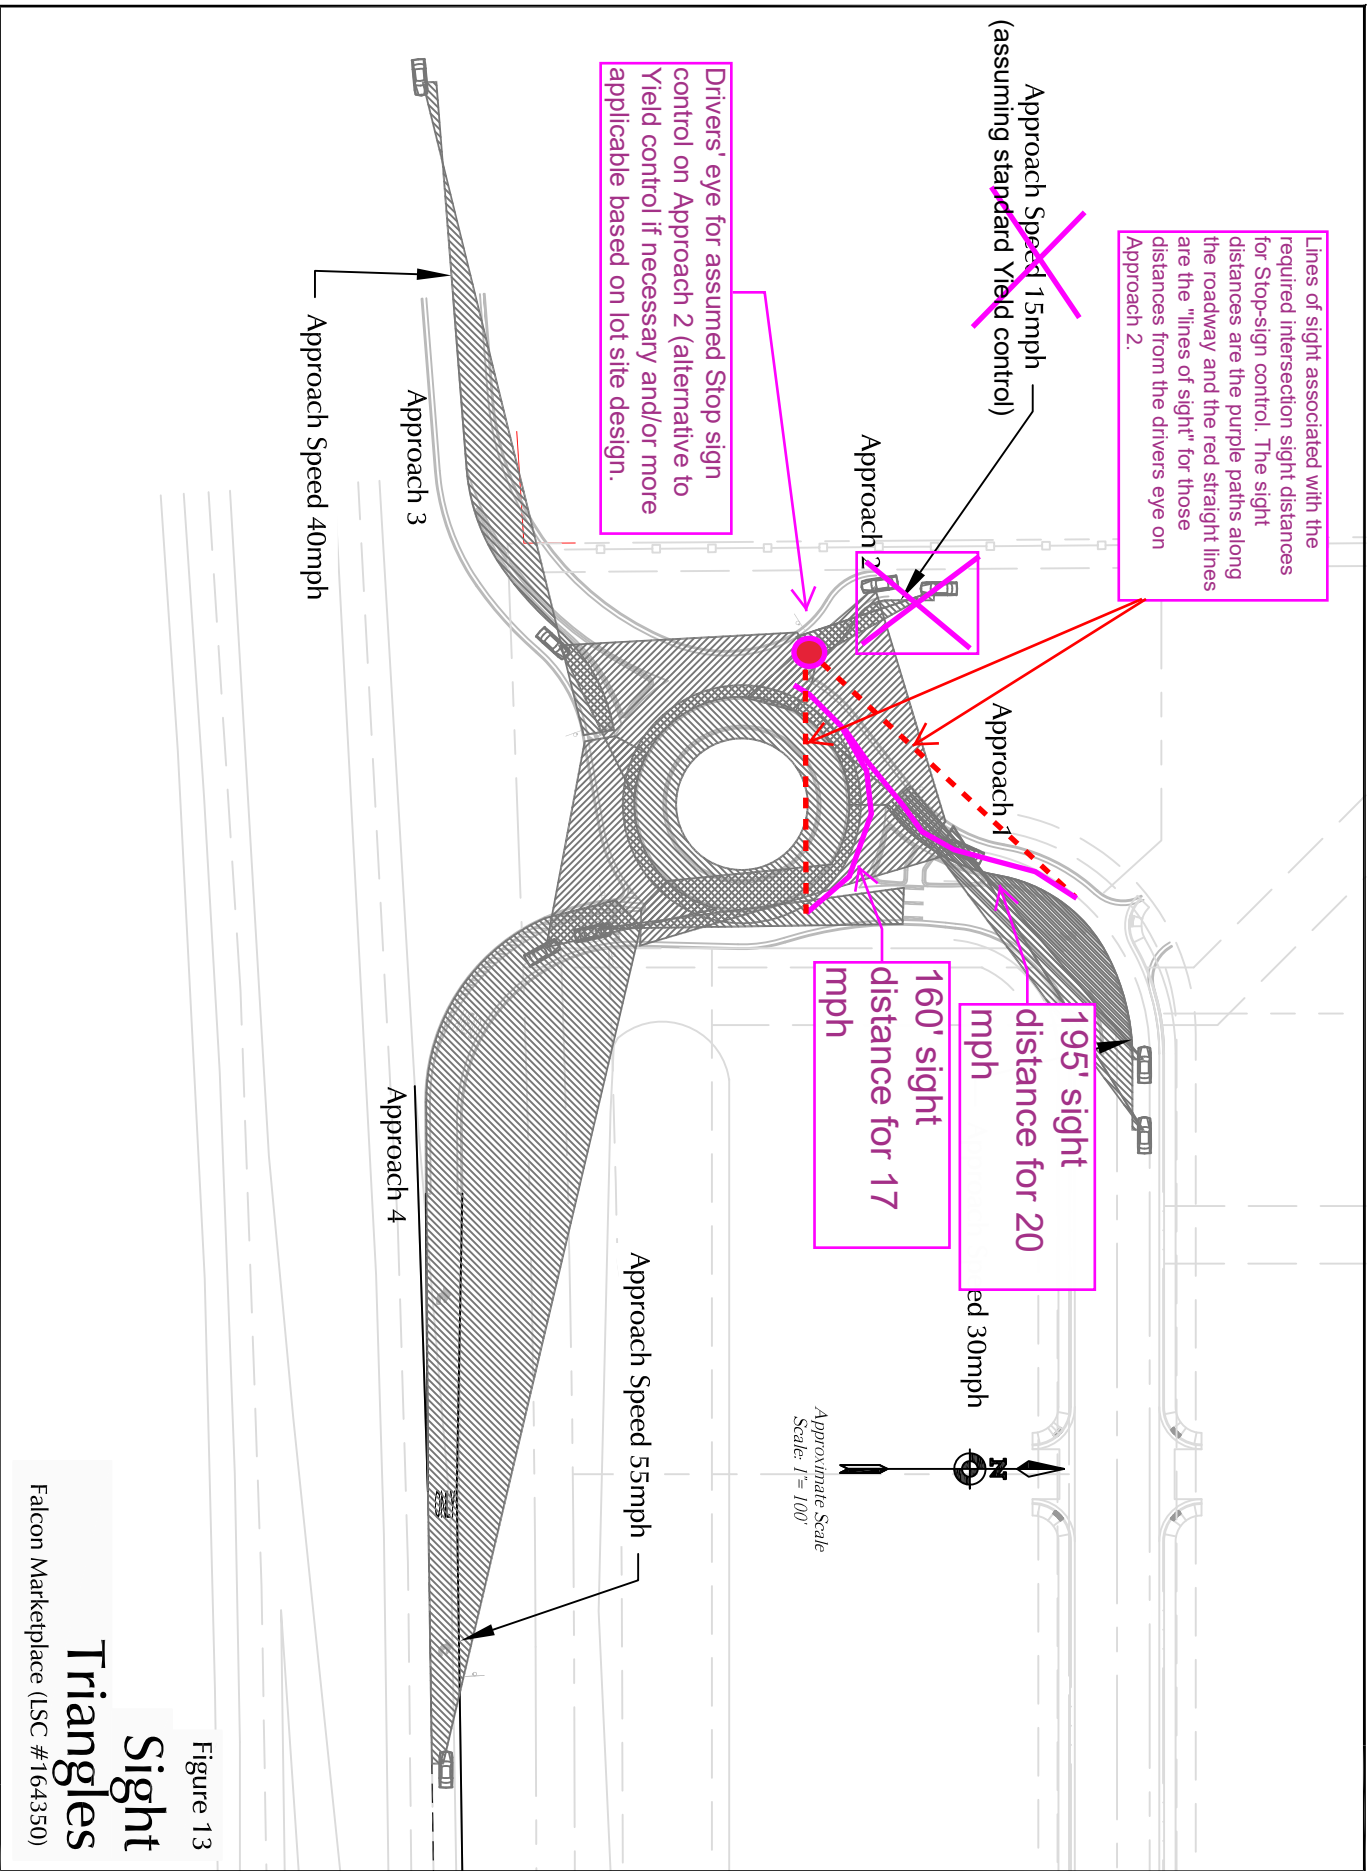 Lines of sight associated with the
required intersection sight distances
for Stop-sign control. The sight
distances are the purple paths along
the roadway and the red straight lines
are the "lines of sight" for those
distances from the drivers eye on
Approach 2.
Approach Speed 15mph
(assuming standard Yield control)
Drivers' eye for assumed Stop sign
control on Approach 2 (alternative to
Yield control if necessary and/or more
applicable based on lot site design.
Approach 2
Approach 1
Approach 3
Approach Speed 40mph
195' sight
distance for 20
mph
160' sight
distance for 17
mph
ed 30mph
Approach 4
Approach Speed 55mph
N
Approximate Scale
Scale: 1"= 100'
Figure 13
Sight
Triangles
Falcon Marketplace (LSC #164350)